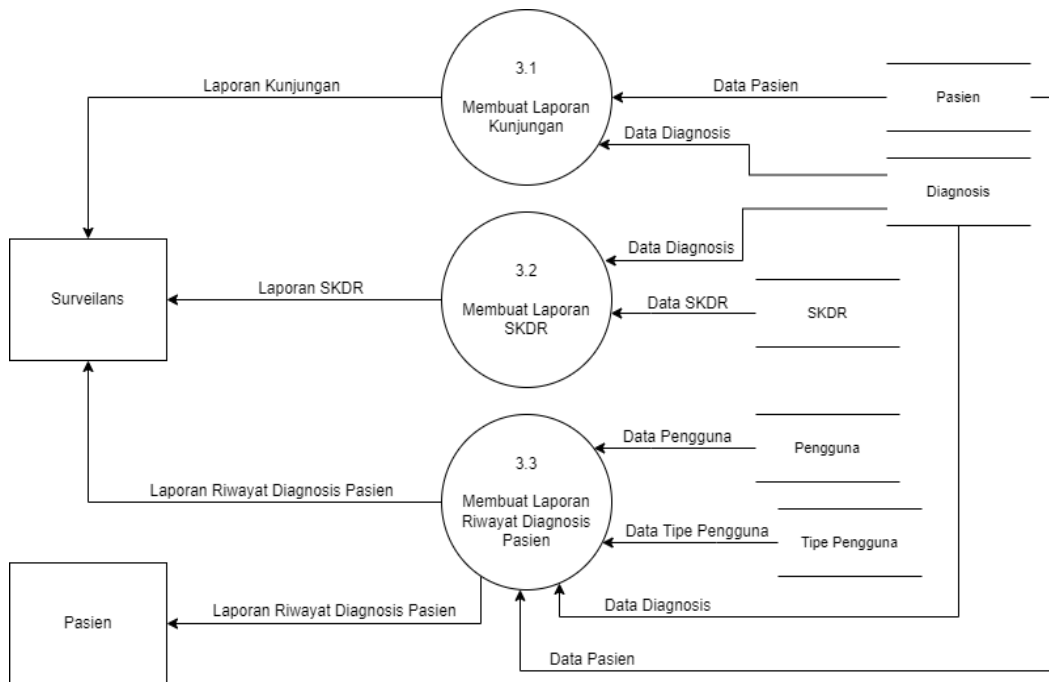 3.1
Membuat Laporan
Kunjungan
Laporan Kunjungan
Data Pasien
Pasien
Data Diagnosis
Diagnosis
Data Diagnosis
3.2
Membuat Laporan
SKDR
Surveilans
Laporan SKDR
Data SKDR
SKDR
Data Pengguna
Pengguna
3.3
Membuat Laporan
Riwayat Diagnosis
Pasien
Laporan Riwayat Diagnosis Pasien
Data Tipe Pengguna
Tipe Pengguna
Laporan Riwayat Diagnosis Pasien
Data Diagnosis
Pasien
Data Pasien